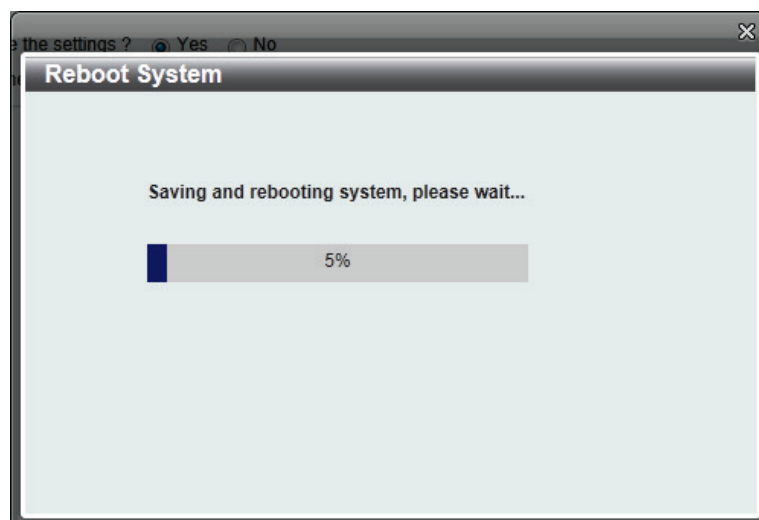 the settings ? Yes No
Reboot System
Saving and rebooting system, please wait...
5%